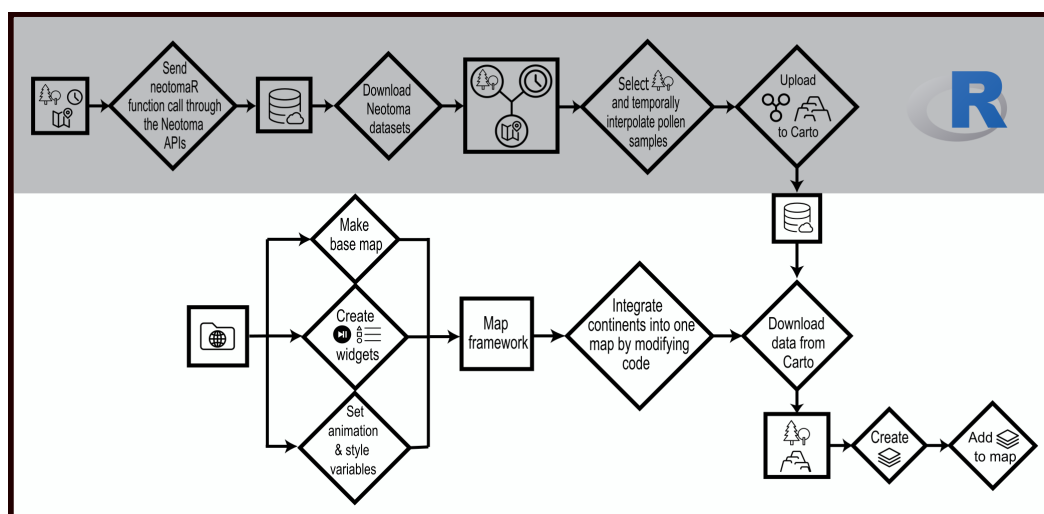 Send
neotomaR
function call through
the Neotoma
APIs
Download
Neotoma
datasets
Select
and temporally
interpolate pollen
samples
Upload
to Carto
R
Make
base map
Create
widgets
Set
animation
& style
variables
Map
framework
Integrate
continents into one
map by modifying
code
Download
data from
Carto
Create
Add
to map